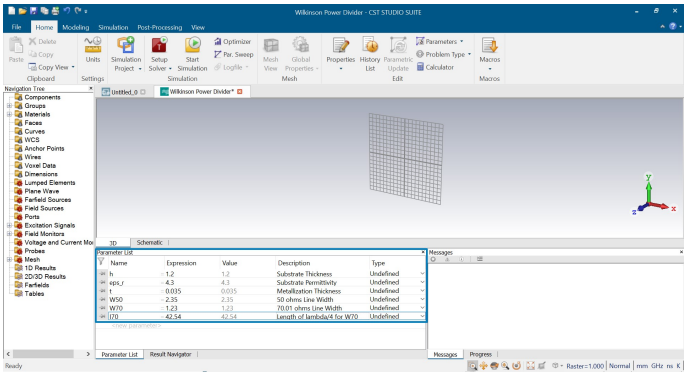 Wilkinson Power Divider - CST STUDIO SUITE
File Home Modeling Simulation Post-Processing View
Delete
Copy
Copy View
Paste
Units
Simulation Project
Setup Solver
Start Simulation
Optimizer
Par. Sweep
Logfile
Mesh View
Global Properties
Properties
History List
Parametric Update
Parameters
Problem Type
Calculator
Macros
Clipboard Settings Simulation Mesh Edit Macros
Navigation Tree
Untitled_0
Wilkinson Power Divider*
Components
Groups
Materials
Faces
Curves
WCS
Anchor Points
Wires
Voxel Data
Dimensions
Lumped Elements
Plane Wave
Farfield Sources
Field Sources
Ports
Excitation Signals
Field Monitors
Voltage and Current Mo
Probes
Mesh
1D Results
2D/3D Results
Farfields
Tables
y
x
z
3D Schematic
Parameter List
Name Expression Value Description Type
h = 1.2 1.2 Substrate Thickness Undefined
eps_r = 4.3 4.3 Substrate Permittivity Undefined
t = 0.035 0.035 Metallization Thickness Undefined
W50 = 2.35 2.35 50 ohms Line Width Undefined
W70 = 1.23 1.23 70.01 ohms Line Width Undefined
l70 = 42.54 42.54 Length of lambda/4 for W70 Undefined
<new parameter>
Messages
Parameter List Result Navigator
Messages Progress
Ready
Raster=1.000 Normal mm GHz ns K